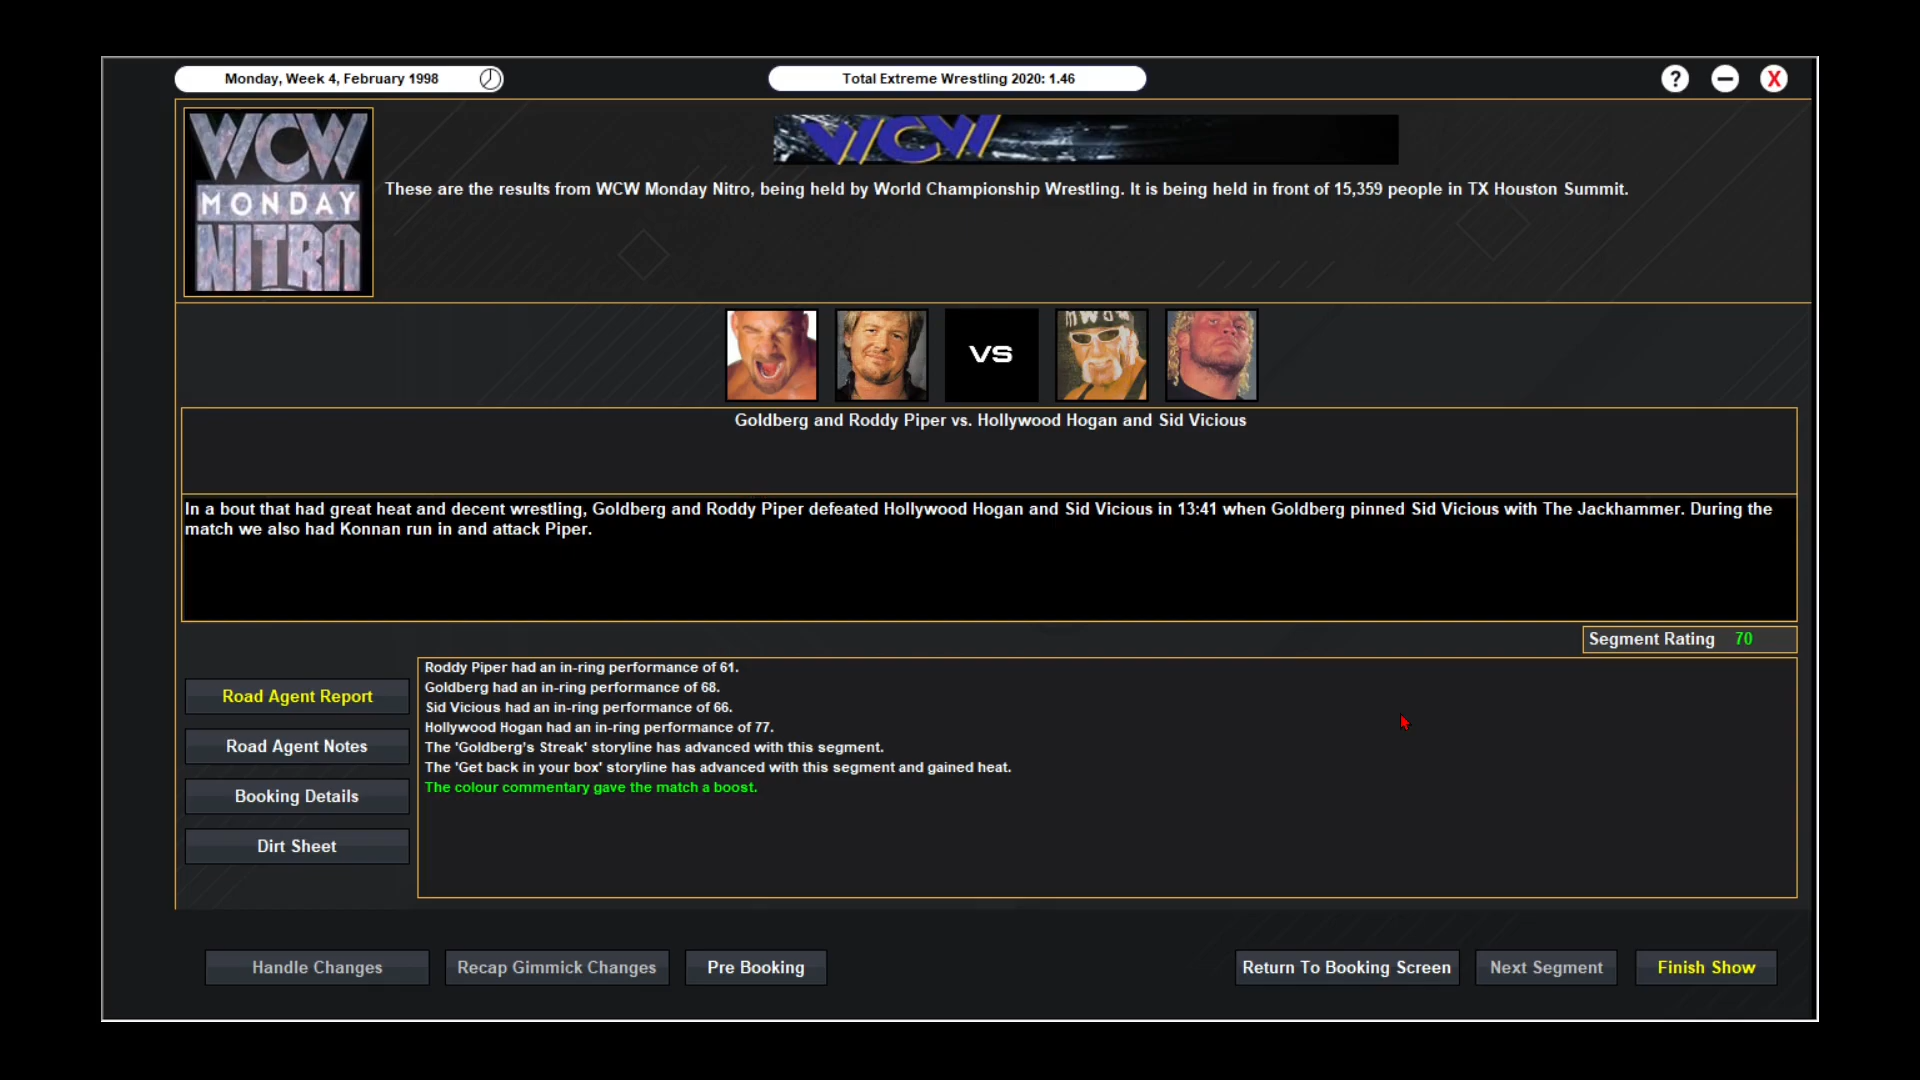 Monday, Week 4, February 1998
Total Extreme Wrestling 2020: 1.46
?
X
WCW
MONDAY
NITRO
WCW
These are the results from WCW Monday Nitro, being held by World Championship Wrestling. It is being held in front of 15,359 people in TX Houston Summit.
VS
Goldberg and Roddy Piper vs. Hollywood Hogan and Sid Vicious
In a bout that had great heat and decent wrestling, Goldberg and Roddy Piper defeated Hollywood Hogan and Sid Vicious in 13:41 when Goldberg pinned Sid Vicious with The Jackhammer. During the
match we also had Konnan run in and attack Piper.
Segment Rating 70
Road Agent Report
Road Agent Notes
Booking Details
Dirt Sheet
Roddy Piper had an in-ring performance of 61.
Goldberg had an in-ring performance of 68.
Sid Vicious had an in-ring performance of 66.
Hollywood Hogan had an in-ring performance of 77.
The 'Goldberg's Streak' storyline has advanced with this segment.
The 'Get back in your box' storyline has advanced with this segment and gained heat.
The colour commentary gave the match a boost.
Handle Changes
Recap Gimmick Changes
Pre Booking
Return To Booking Screen
Next Segment
Finish Show